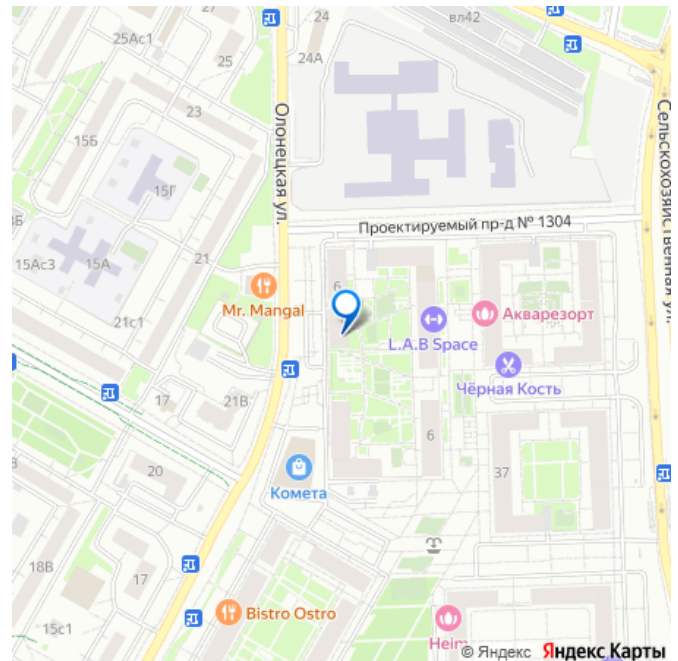 24
вл42
25Ас1
25
24А
23
Олонецкая ул.
Сельскохозяйственная ул.
15Б
15Г
Проектируемый пр-д № 1304
15Ас3
15А
21
6
Mr. Mangal
Акварезорт
L.A.B Space
21с1
Чёрная Кость
17
21В
6
20
Комета
37
18В
17
Bistro Ostro
15с1
Heim
© Яндекс Яндекс Карты